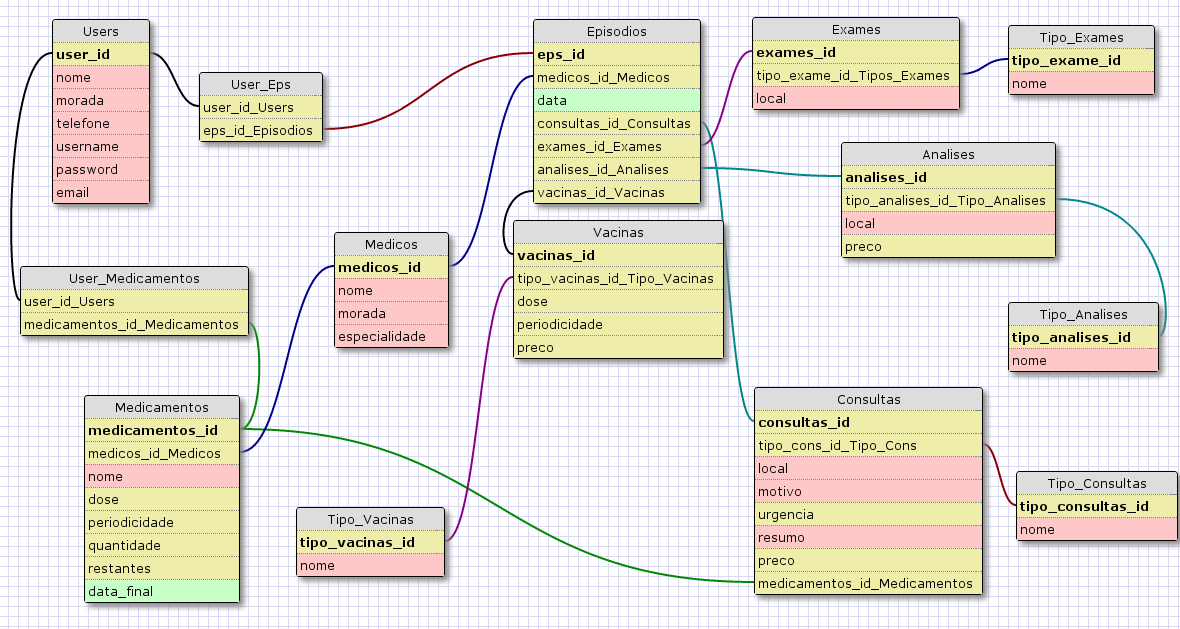 Users
user_id
nome
morada
telefone
username
password
email
User_Eps
user_id_Users
eps_id_Episodios
Episodios
eps_id
medicos_id_Medicos
data
consultas_id_Consultas
exames_id_Exames
analises_id_Analises
vacinas_id_Vacinas
Exames
exames_id
tipo_exame_id_Tipos_Exames
local
Tipo_Exames
tipo_exame_id
nome
Analises
analises_id
tipo_analises_id_Tipo_Analises
local
preco
User_Medicamentos
user_id_Users
medicamentos_id_Medicamentos
Medicos
medicos_id
nome
morada
especialidade
Vacinas
vacinas_id
tipo_vacinas_id_Tipo_Vacinas
dose
periodicidade
preco
Tipo_Analises
tipo_analises_id
nome
Medicamentos
medicamentos_id
medicos_id_Medicos
nome
dose
periodicidade
quantidade
restantes
data_final
Tipo_Vacinas
tipo_vacinas_id
nome
Consultas
consultas_id
tipo_cons_id_Tipo_Cons
local
motivo
urgencia
resumo
preco
medicamentos_id_Medicamentos
Tipo_Consultas
tipo_consultas_id
nome